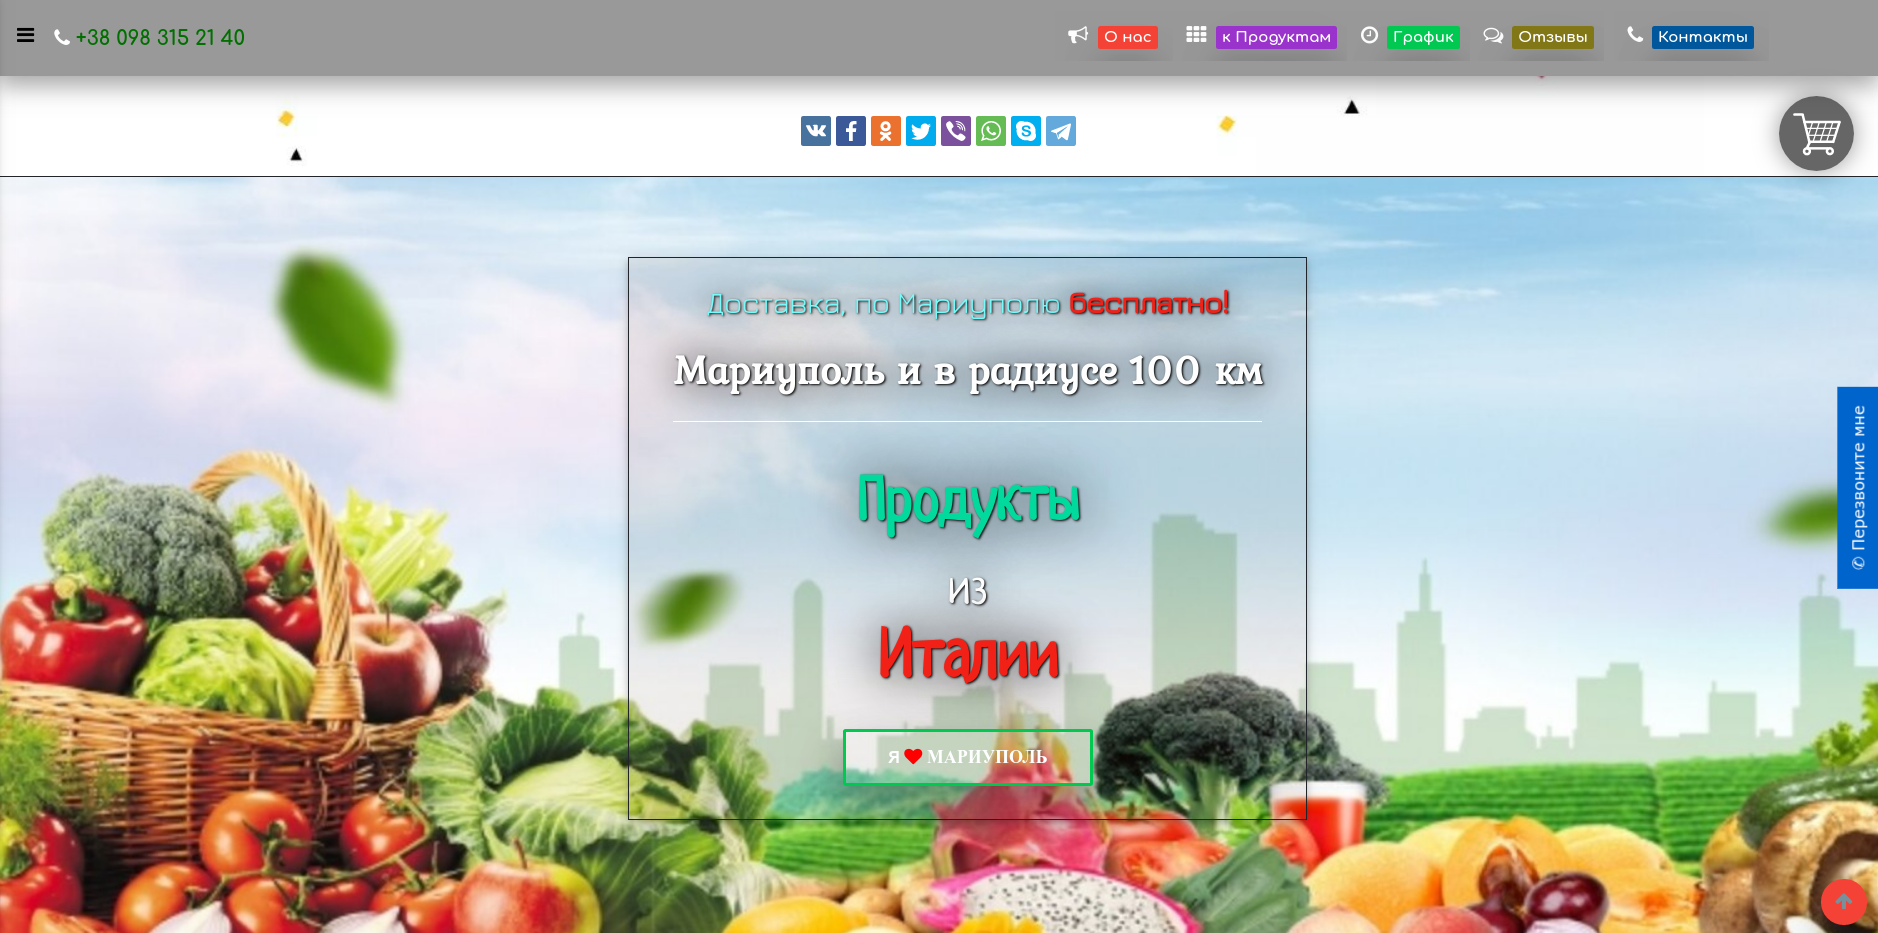 +38 098 315 21 40
О нас
к Продуктам
График
Отзывы
Контакты
Доставка, по Мариуполю бесплатно!
Мариуполь и в радиусе 100 км
Продукты
из
Италии
Я ❤ МАРИУПОЛЬ
✆ Перезвоните мне